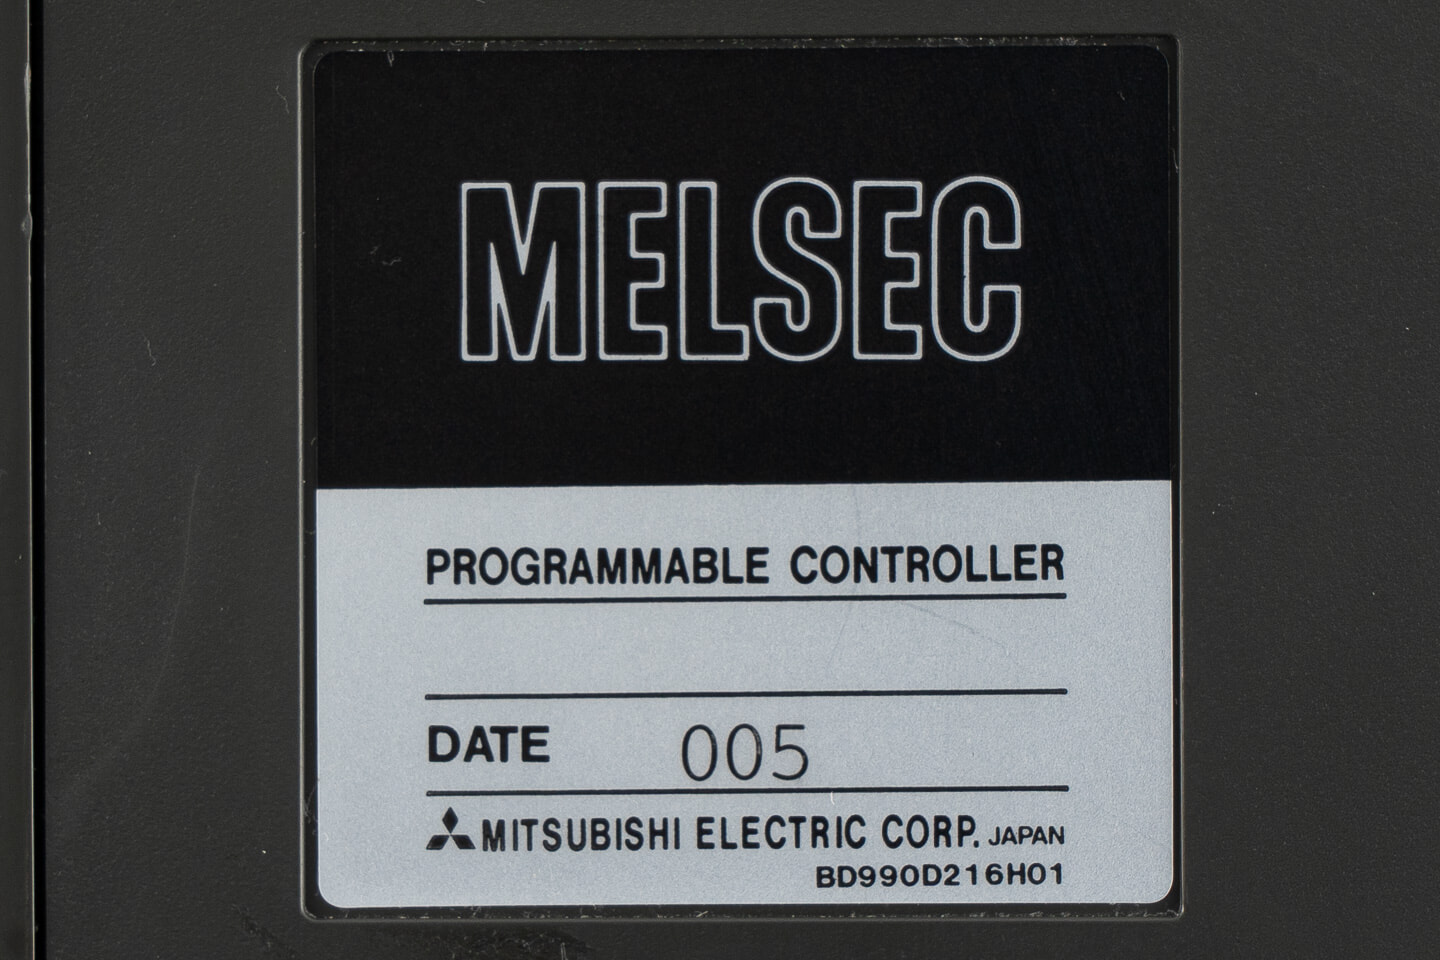 MELSEC
PROGRAMMABLE CONTROLLER
DATE 005
MITSUBISHI ELECTRIC CORP. JAPAN
BD990D216H01